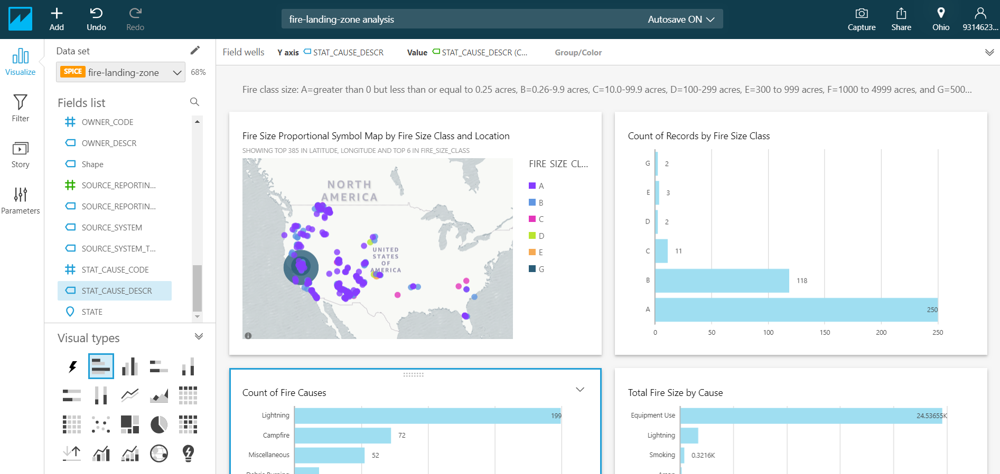 Add
Undo
Redo
fire-landing-zone analysis
Autosave ON
Capture
Share
Ohio
9314623...
Visualize
Filter
Story
Parameters
Data set
SPICE fire-landing-zone
68%
Fields list
OWNER_CODE
OWNER_DESCR
Shape
SOURCE_REPORTIN...
SOURCE_REPORTIN...
SOURCE_SYSTEM
SOURCE_SYSTEM_T...
STAT_CAUSE_CODE
STAT_CAUSE_DESCR
STATE
Visual types
Field wells
Y axis STAT_CAUSE_DESCR
Value STAT_CAUSE_DESCR (C...
Group/Color
Fire class size: A=greater than 0 but less than or equal to 0.25 acres, B=0.26-9.9 acres, C=10.0-99.9 acres, D=100-299 acres, E=300 to 999 acres, F=1000 to 4999 acres, and G=500...
Fire Size Proportional Symbol Map by Fire Size Class and Location
SHOWING TOP 385 IN LATITUDE, LONGITUDE AND TOP 6 IN FIRE_SIZE_CLASS
NORTH
AMERICA
UNITED
STATES
OF
AMERICA
FIRE SIZE CL...
A
B
C
D
E
G
Count of Records by Fire Size Class
G 2
E 3
D 2
C 11
B 118
A 250
0 50 100 150 200 250
Count of Fire Causes
Lightning 199
Campfire 72
Miscellaneous 52
Debris Burning
Total Fire Size by Cause
Equipment Use 24.53655K
Lightning
Smoking 0.3216K
Arson